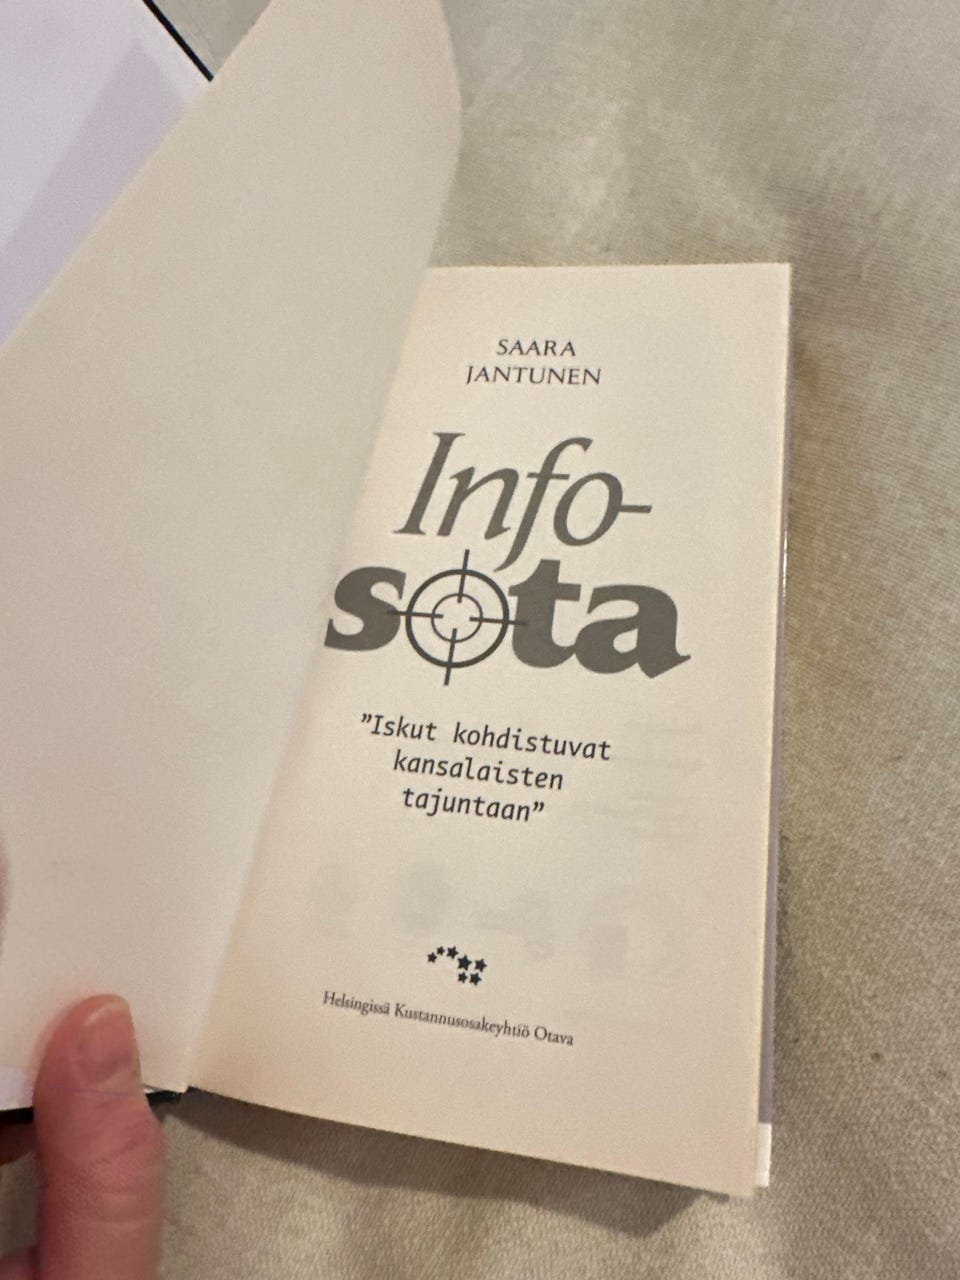 SAARA
JANTUNEN
Info-
sota
”Iskut kohdistuvat
kansalaisten
tajuntaan”
Helsingissä Kustannusosakeyhtiö Otava